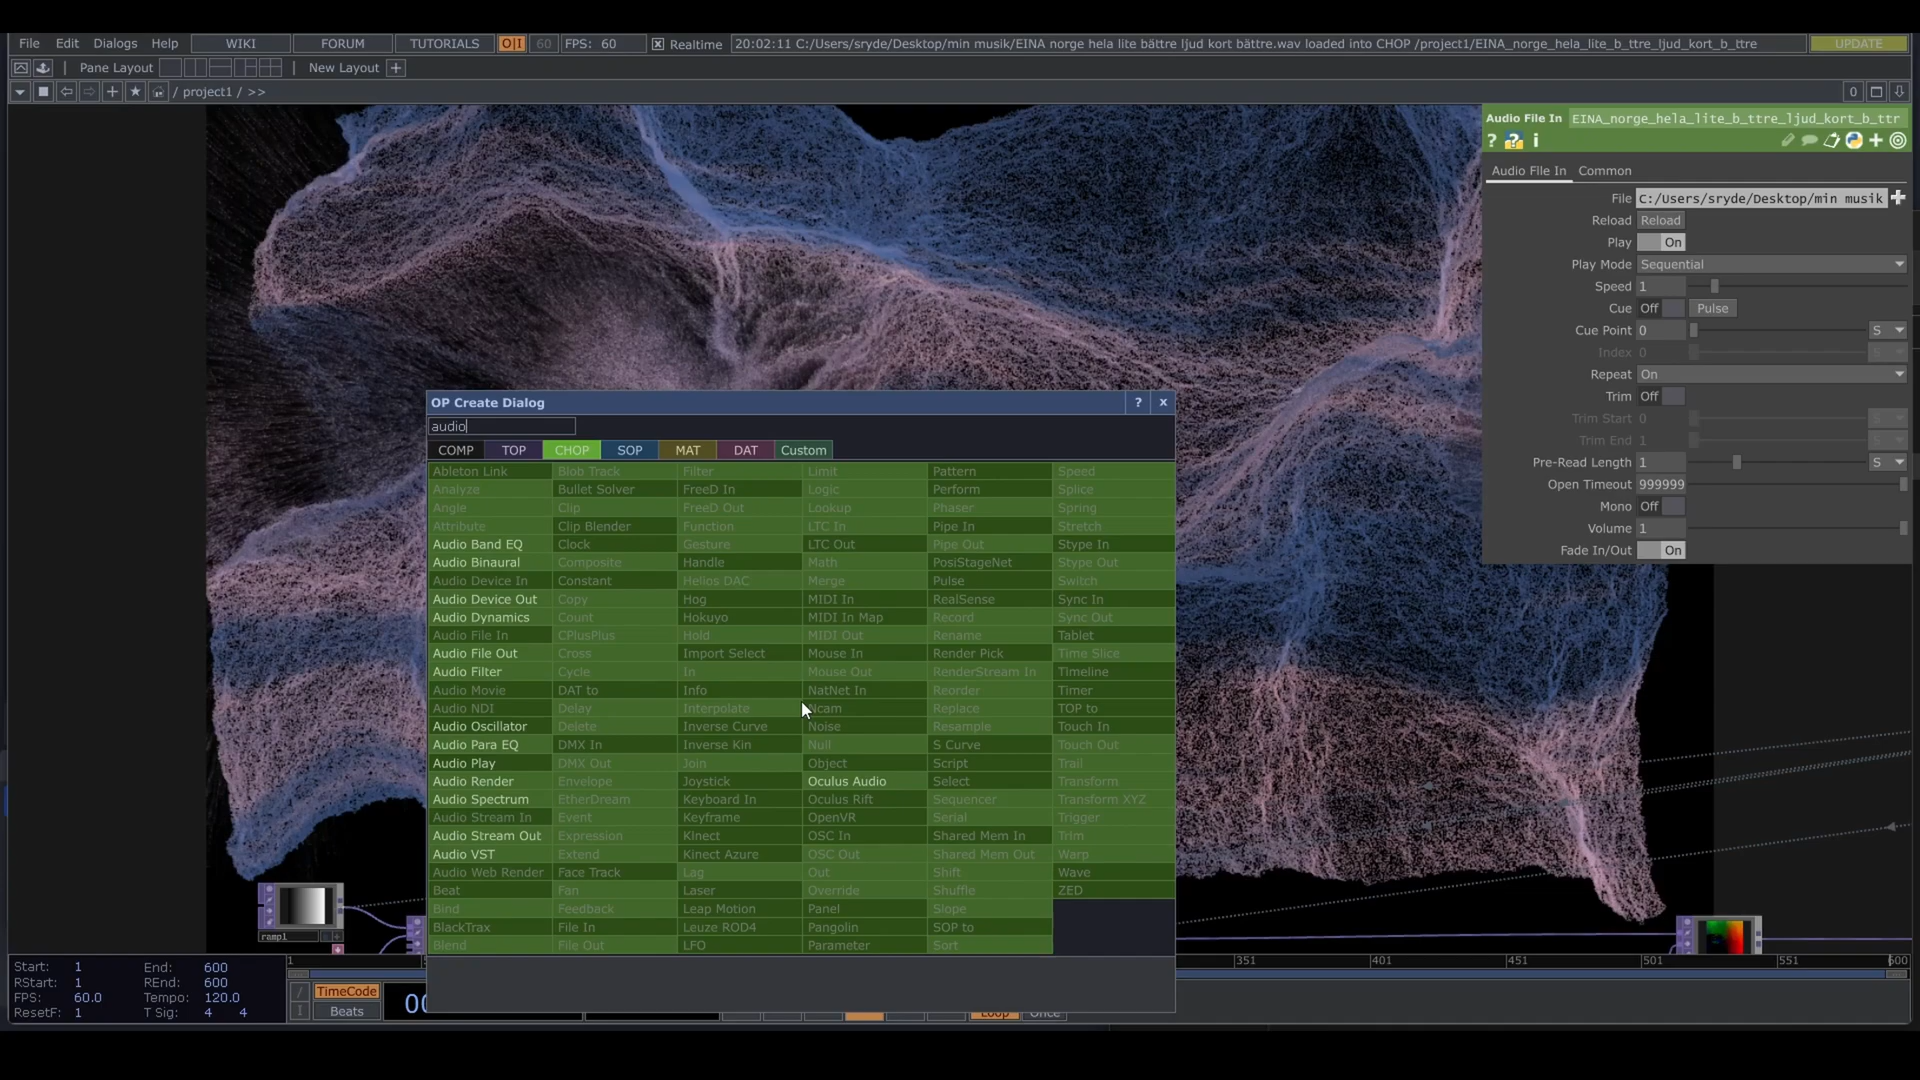 File Edit Dialogs Help WIKI FORUM TUTORIALS O|I 60 FPS: 60 Realtime 20:02:11 C:/Users/sryde/Desktop/min musik/EINA norge hela lite bättre ljud kort bättre.wav loaded into CHOP /project1/EINA_norge_hela_lite_b_ttre_ljud_kort_b_ttre UPDATE
Pane Layout New Layout +
/ project1 / >> 0
Audio File In EINA_norge_hela_lite_b_ttre_ljud_kort_b_ttr
? ? i
Audio File In Common
File C:/Users/sryde/Desktop/min musik
Reload Reload
Play On
Play Mode Sequential
Speed 1
Cue Off Pulse
Cue Point 0 S
Index 0 S
Repeat On
Trim Off
Trim Start 0 S
Trim End 1 S
Pre-Read Length 1 S
Open Timeout 999999
Mono Off
Volume 1
Fade In/Out On
OP Create Dialog ? x
audio
COMP TOP CHOP SOP MAT DAT Custom
Ableton Link Blob Track Filter Limit Pattern Speed
Analyze Bullet Solver FreeD In Logic Perform Splice
Angle Clip FreeD Out Lookup Phaser Spring
Attribute Clip Blender Function LTC In Pipe In Stretch
Audio Band EQ Clock Gesture LTC Out Pipe Out Stype In
Audio Binaural Composite Handle Math PosiStageNet Stype Out
Audio Device In Constant Helios DAC Merge Pulse Switch
Audio Device Out Copy Hog MIDI In RealSense Sync In
Audio Dynamics Count Hokuyo MIDI In Map Record Sync Out
Audio File In CPlusPlus Hold MIDI Out Rename Tablet
Audio File Out Cross Import Select Mouse In Render Pick Time Slice
Audio Filter Cycle In Mouse Out RenderStream In Timeline
Audio Movie DAT to Info NatNet In Reorder Timer
Audio NDI Delay Interpolate Ncam Replace TOP to
Audio Oscillator Delete Inverse Curve Noise Resample Touch In
Audio Para EQ DMX In Inverse Kin Null S Curve Touch Out
Audio Play DMX Out Join Object Script Trail
Audio Render Envelope Joystick Oculus Audio Select Transform
Audio Spectrum EtherDream Keyboard In Oculus Rift Sequencer Transform XYZ
Audio Stream In Event Keyframe OpenVR Serial Trigger
Audio Stream Out Expression Kinect OSC In Shared Mem In Trim
Audio VST Extend Kinect Azure OSC Out Shared Mem Out Warp
Audio Web Render Face Track Lag Out Shift Wave
Beat Fan Laser Override Shuffle ZED
Bind Feedback Leap Motion Panel Slope
BlackTrax File In Leuze ROD4 Pangolin SOP to
Blend File Out LFO Parameter Sort
ramp1
Start: 1 End: 600
RStart: 1 REnd: 600
FPS: 60.0 Tempo: 120.0
ResetF: 1 T Sig: 4 4
1 351 401 451 501 551 600
TimeCode
Beats
00
Loop Once